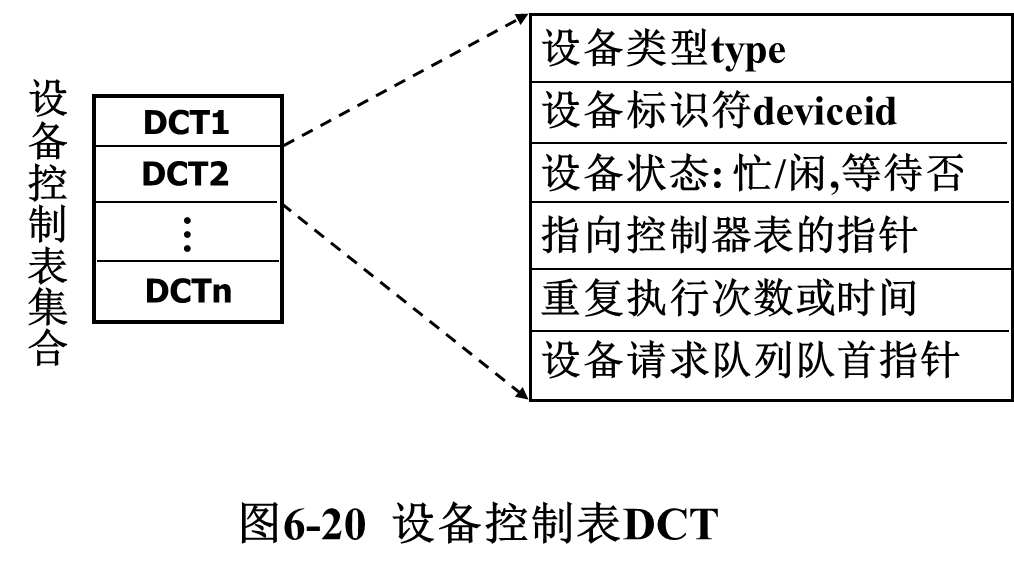 设备控制表集合
DCT1
DCT2
⋮
DCTn
设备类型type
设备标识符deviceid
设备状态: 忙/闲,等待否
指向控制器表的指针
重复执行次数或时间
设备请求队列队首指针
图6-20 设备控制表DCT